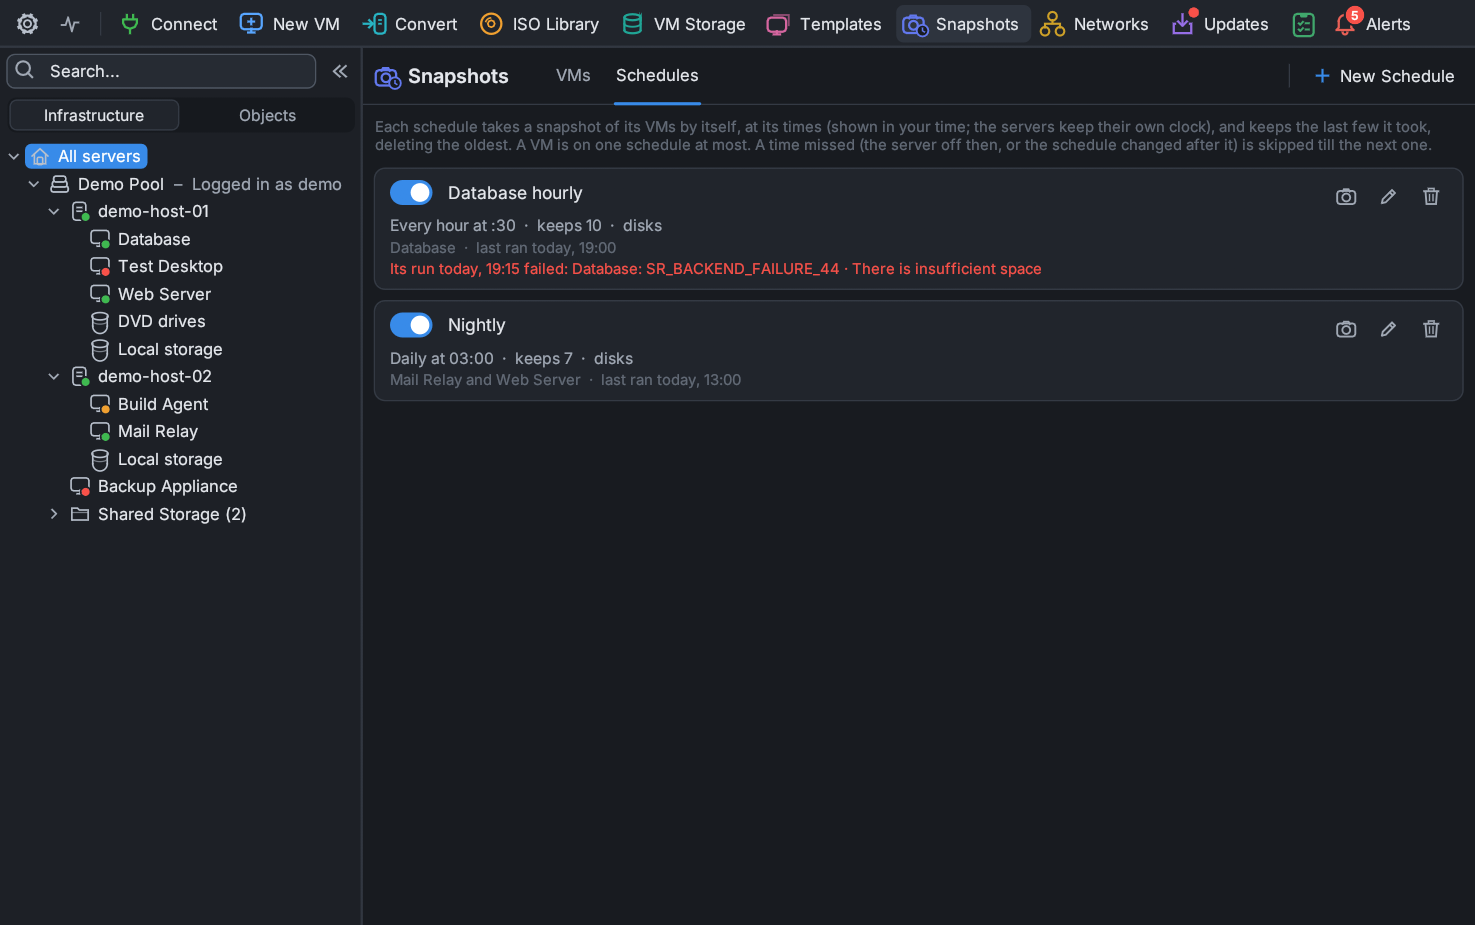 Connect
New VM
Convert
ISO Library
VM Storage
Templates
Snapshots
Networks
Updates
5
Alerts
Search...
Infrastructure
Objects
All servers
Demo Pool – Logged in as demo
demo-host-01
Database
Test Desktop
Web Server
DVD drives
Local storage
demo-host-02
Build Agent
Mail Relay
Local storage
Backup Appliance
Shared Storage (2)
Snapshots
VMs
Schedules
New Schedule
Each schedule takes a snapshot of its VMs by itself, at its times (shown in your time; the servers keep their own clock), and keeps the last few it took,
deleting the oldest. A VM is on one schedule at most. A time missed (the server off then, or the schedule changed after it) is skipped till the next one.
Database hourly
Every hour at :30 · keeps 10 · disks
Database · last ran today, 19:00
Its run today, 19:15 failed: Database: SR_BACKEND_FAILURE_44 · There is insufficient space
Nightly
Daily at 03:00 · keeps 7 · disks
Mail Relay and Web Server · last ran today, 13:00